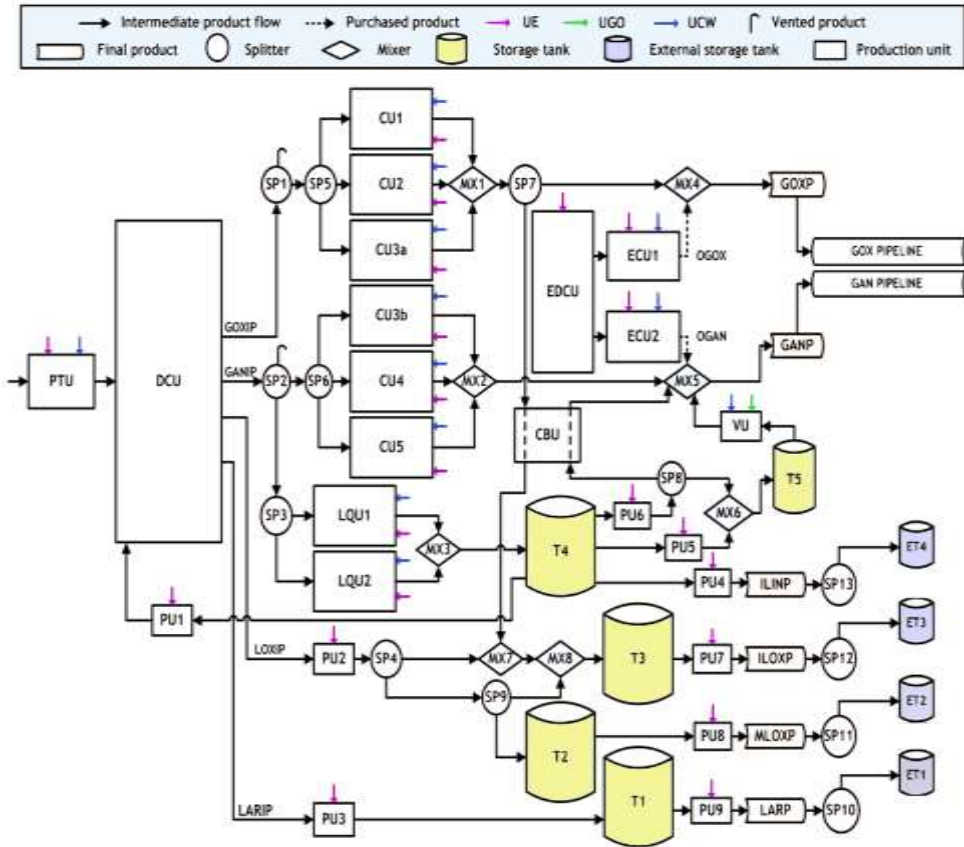 Intermediate product flow Purchased product UE UGO UCW Vented product
Final product Splitter Mixer Storage tank External storage tank Production unit
CU1
SP1 SP5 CU2 MX1 SP7 MX4 GOXP
CU3a ECU1 OGOX GOX PIPELINE
EDCU GAN PIPELINE
CU3b ECU2 OGAN GANP
GOXIP
PTU DCU GANIP SP2 SP6 CU4 MX2 MX5
CU5 CBU VU
T5
SP8
SP3 LQU1 PU6 MX6
MX3 T4 PU5 ET4
LQU2 PU4 ILINP SP13
PU1
ET3
LOXIP PU2 SP4 MX7 MX8 T3 PU7 ILOXP SP12
SP9 ET2
T2 PU8 MLOXP SP11
ET1
T1
LARIP PU3 PU9 LARP SP10